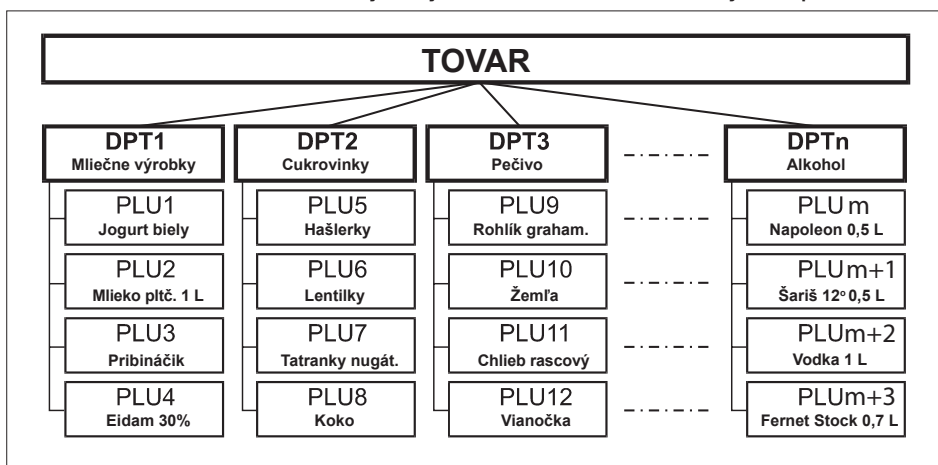 TOVAR
DPT1
Mliečne výrobky
PLU1
Jogurt biely
PLU2
Mlieko pltč. 1 L
PLU3
Pribináčik
PLU4
Eidam 30%
DPT2
Cukrovinky
PLU5
Hašlerky
PLU6
Lentilky
PLU7
Tatranky nugát.
PLU8
Koko
DPT3
Pečivo
PLU9
Rohlík graham.
PLU10
Žemľa
PLU11
Chlieb rascový
PLU12
Vianočka
DPTn
Alkohol
PLU m
Napoleon 0,5 L
PLUm+1
Šariš 12° 0,5 L
PLUm+2
Vodka 1 L
PLUm+3
Fernet Stock 0,7 L